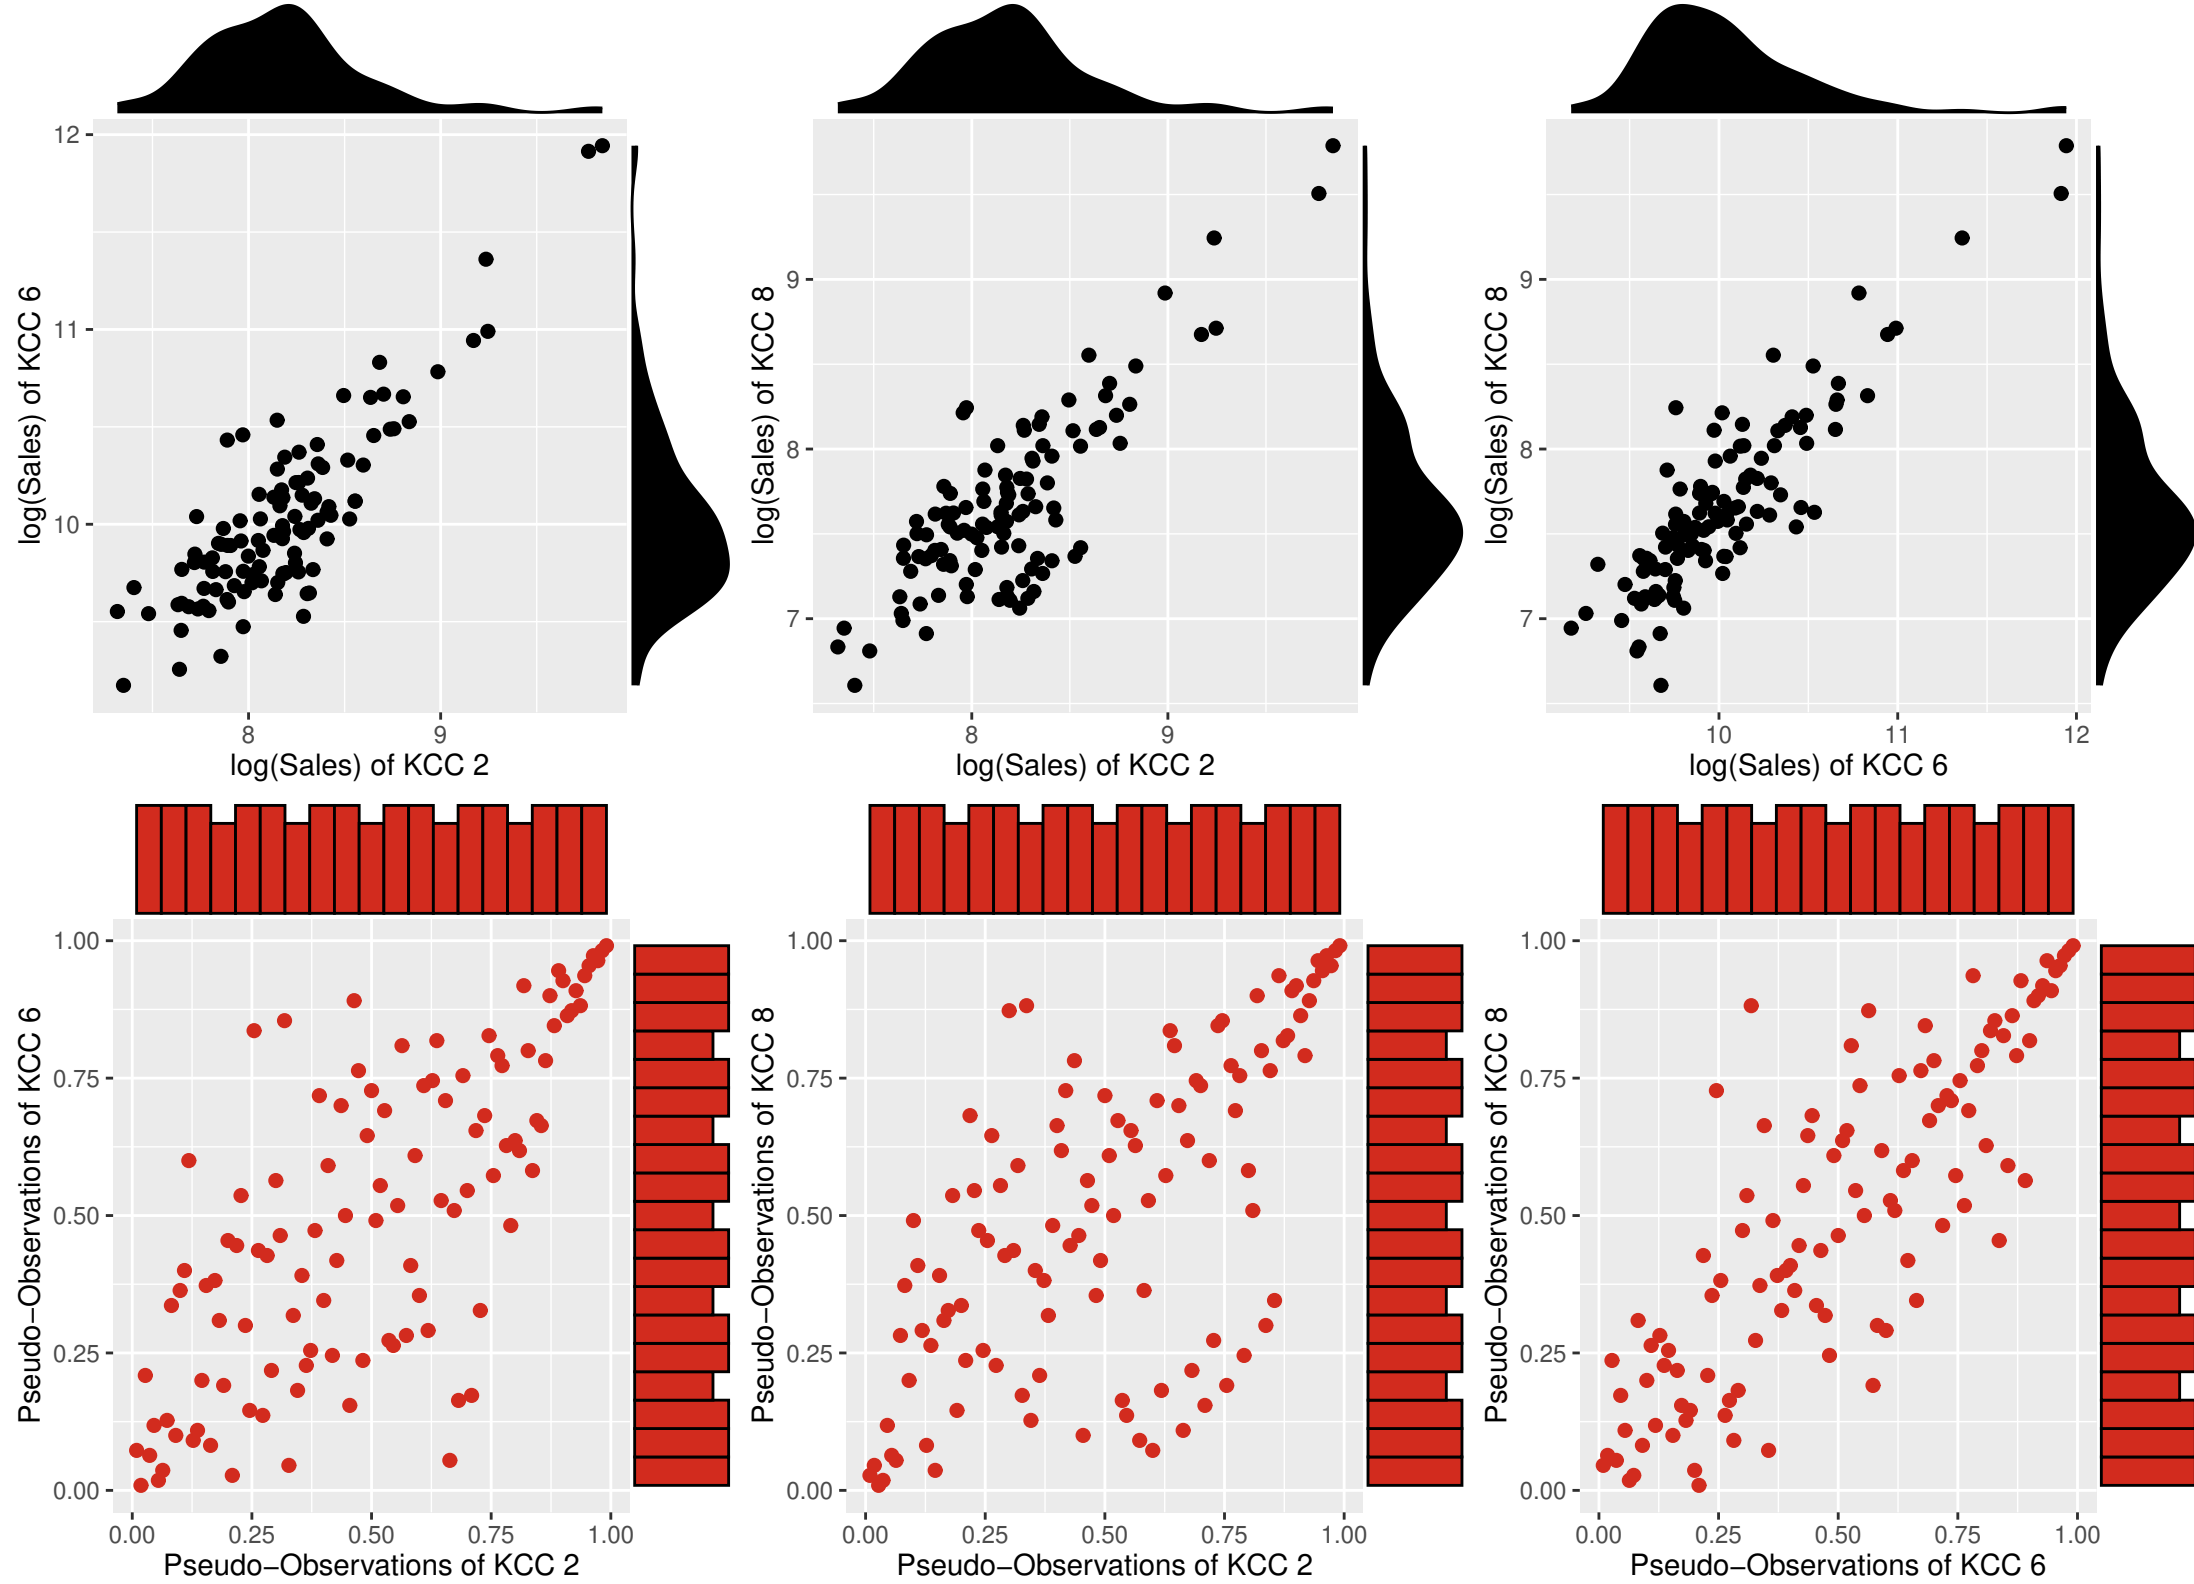 12
11
10
log(Sales) of KCC 6
8 9
log(Sales) of KCC 2
9
8
7
log(Sales) of KCC 8
8 9
log(Sales) of KCC 2
9
8
7
log(Sales) of KCC 8
10 11 12
log(Sales) of KCC 6
1.00
0.75
0.50
0.25
0.00
Pseudo−Observations of KCC 6
0.00 0.25 0.50 0.75 1.00
Pseudo−Observations of KCC 2
1.00
0.75
0.50
0.25
0.00
Pseudo−Observations of KCC 8
0.00 0.25 0.50 0.75 1.00
Pseudo−Observations of KCC 2
1.00
0.75
0.50
0.25
0.00
Pseudo−Observations of KCC 8
0.00 0.25 0.50 0.75 1.00
Pseudo−Observations of KCC 6